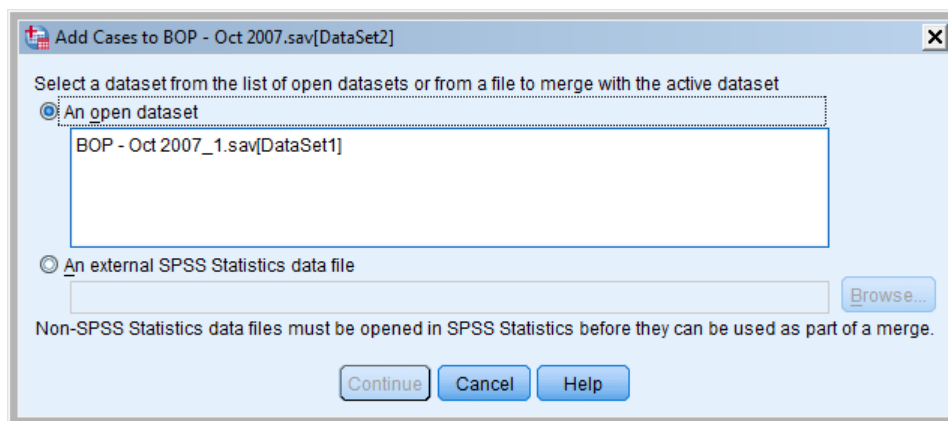 Add Cases to BOP - Oct 2007.sav[DataSet2]
Select a dataset from the list of open datasets or from a file to merge with the active dataset
An open dataset
BOP - Oct 2007_1.sav[DataSet1]
An external SPSS Statistics data file
Browse...
Non-SPSS Statistics data files must be opened in SPSS Statistics before they can be used as part of a merge.
Continue Cancel Help